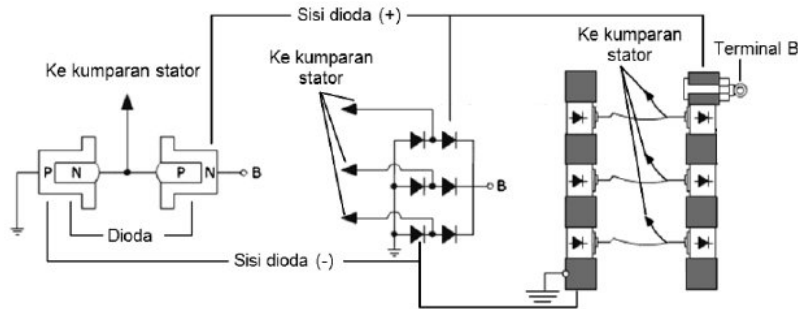 Sisi dioda (+)
Ke kumparan stator
Ke kumparan
stator
Ke kumparan
stator
Terminal B
P N
P N
B
B
Dioda
Sisi dioda (-)